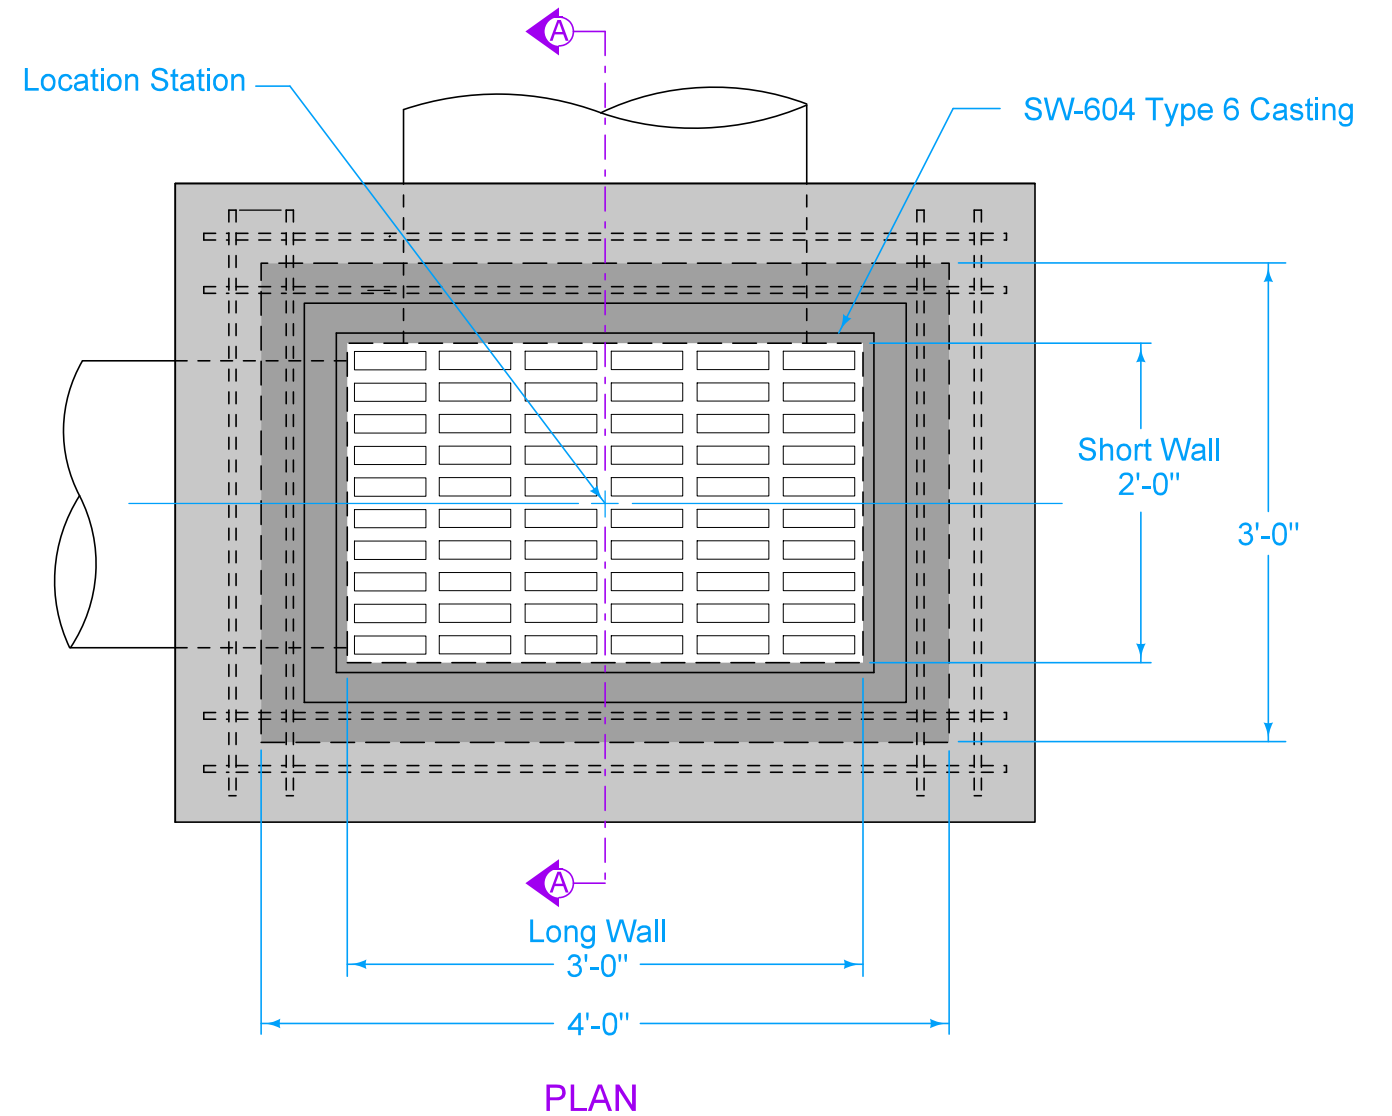 A
Location Station
SW-604 Type 6 Casting
Short Wall
2'-0"
3'-0"
A
Long Wall
3'-0"
4'-0"
PLAN